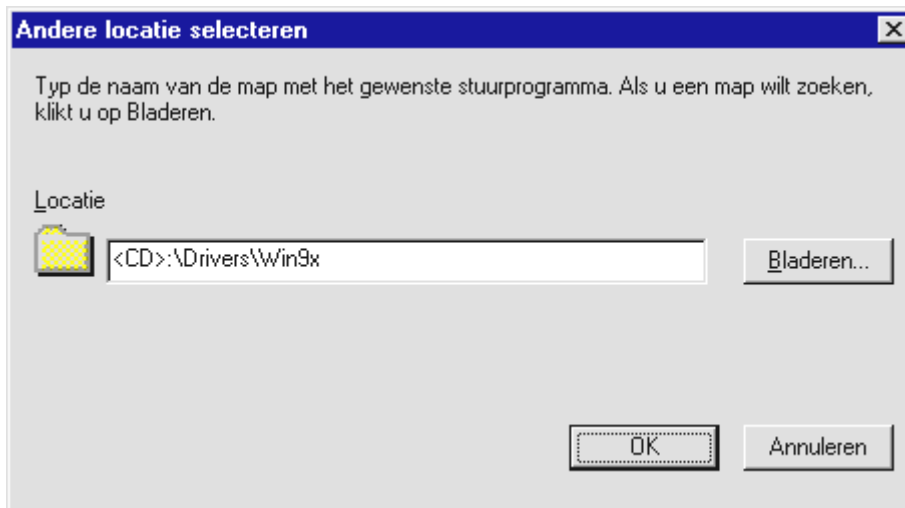 Andere locatie selecteren
Typ de naam van de map met het gewenste stuurprogramma. Als u een map wilt zoeken,
klikt u op Bladeren.
Locatie
<CD>:\Drivers\Win9x
Bladeren...
OK
Annuleren